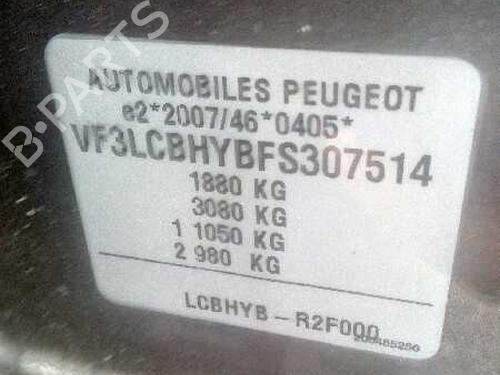 B-PARTS
AUTOMOBILES PEUGEOT
e2*2007/46*0405*
VF3LCBHYBFS307514
1880 KG
3080 KG
1 1050 KG
2 980 KG
LCBHYB - R2F000